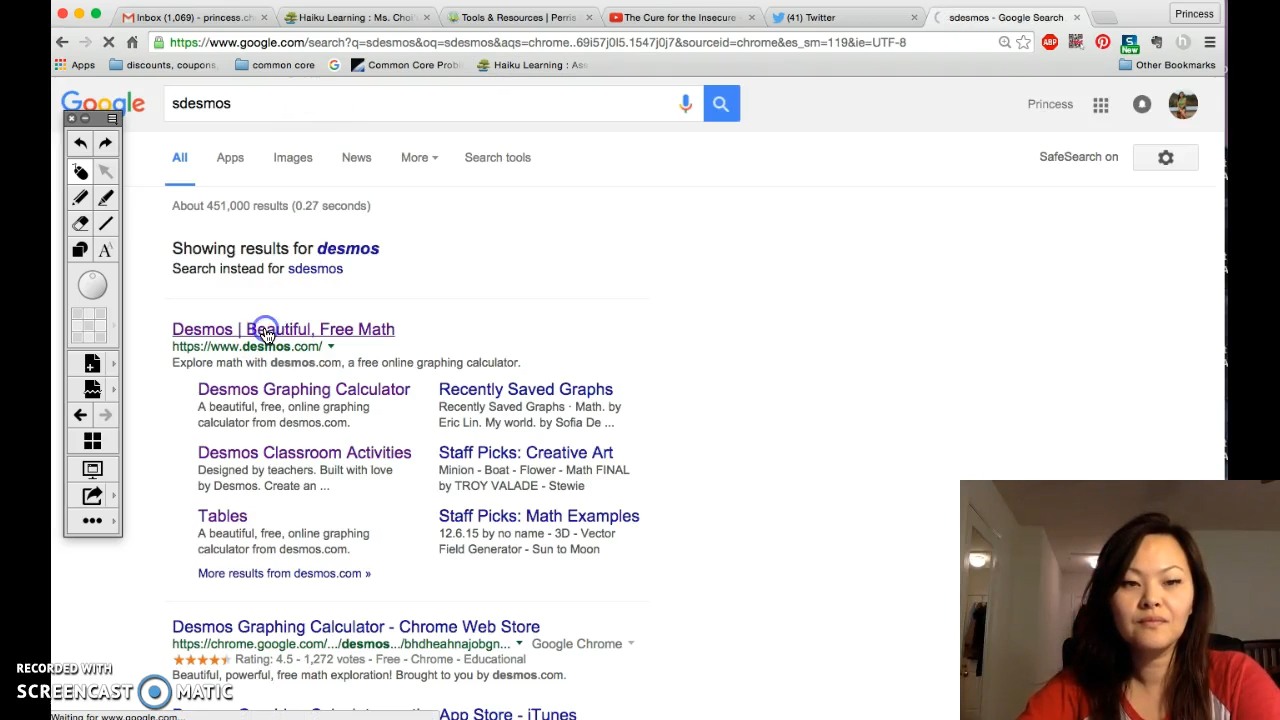 Inbox (1,069) - princess.ch
Haiku Learning : Ms. Choi
Tools & Resources | Perris
The Cure for the Insecure
(41) Twitter
sdesmos - Google Search
Princess
https://www.google.com/search?q=sdesmos&oq=sdesmos&aqs=chrome..69i57j0l5.1547j0j7&sourceid=chrome&es_sm=119&ie=UTF-8
ABP
New
Apps
discounts, coupons,
common core
Common Core Prob
Haiku Learning : As
Other Bookmarks
Google
sdesmos
Princess
All
Apps
Images
News
More
Search tools
SafeSearch on
About 451,000 results (0.27 seconds)
Showing results for desmos
Search instead for sdesmos
Desmos | Beautiful, Free Math
https://www.desmos.com/
Explore math with desmos.com, a free online graphing calculator.
Desmos Graphing Calculator
A beautiful, free, online graphing
calculator from desmos.com.
Recently Saved Graphs
Recently Saved Graphs · Math. by
Eric Lin. My world. by Sofia De ...
Desmos Classroom Activities
Designed by teachers. Built with love
by Desmos. Create an ...
Staff Picks: Creative Art
Minion - Boat - Flower - Math FINAL
by TROY VALADE - Stewie
Tables
A beautiful, free, online graphing
calculator from desmos.com.
Staff Picks: Math Examples
12.6.15 by no name - 3D - Vector
Field Generator - Sun to Moon
More results from desmos.com »
Desmos Graphing Calculator - Chrome Web Store
https://chrome.google.com/.../desmos.../bhdheahnajobgn...
Google Chrome
Rating: 4.5 - 1,272 votes - Free - Chrome - Educational
Beautiful, powerful, free math exploration! Brought to you by desmos.com.
App Store - iTunes
Waiting for www.google.com...
RECORDED WITH
SCREENCAST MATIC